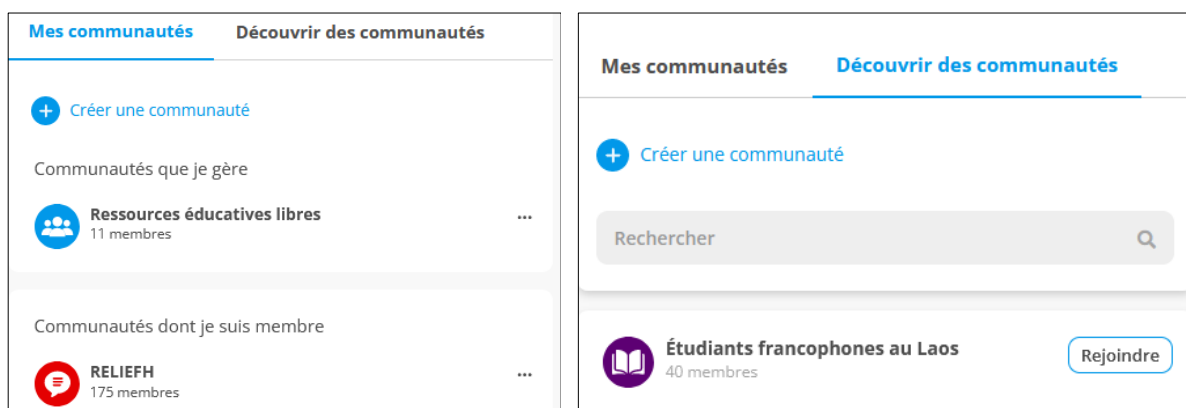 Mes communautés Découvrir des communautés
Créer une communauté
Communautés que je gère
Ressources éducatives libres
11 membres
...
Communautés dont je suis membre
RELIEFH
175 membres
...
Mes communautés Découvrir des communautés
Créer une communauté
Rechercher
Étudiants francophones au Laos
40 membres
Rejoindre